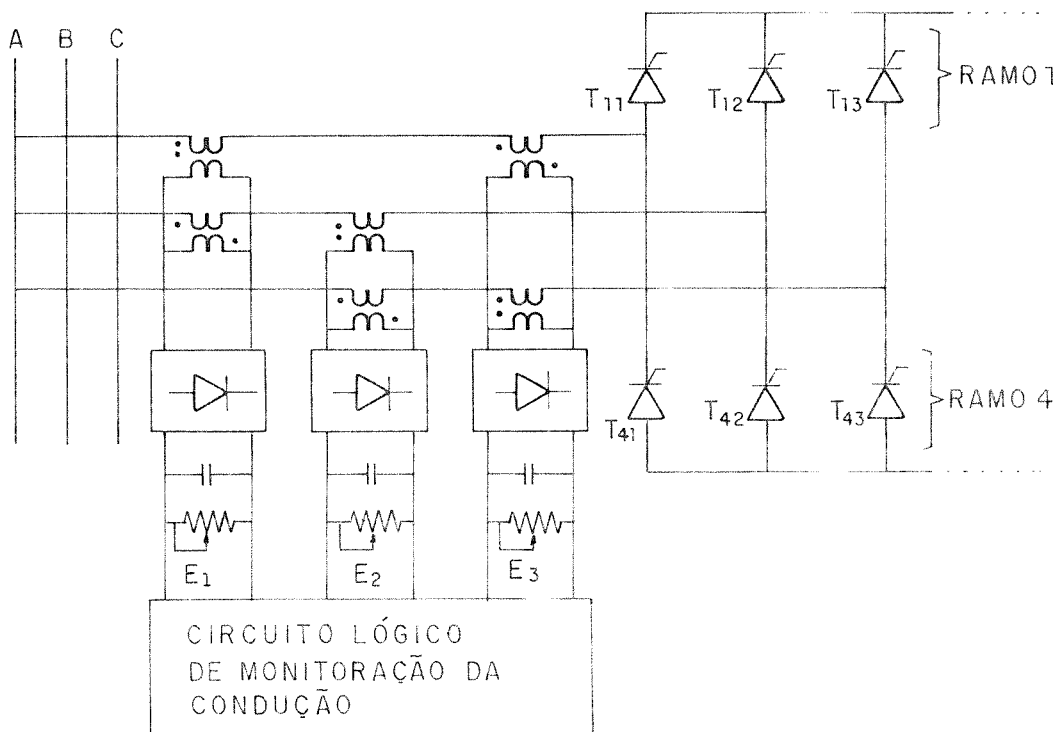 A B C
T11 T12 T13 RAMO 1
T41 T42 T43 RAMO 4
E1 E2 E3
CIRCUITO LÓGICO
DE MONITORAÇÃO DA
CONDUÇÃO